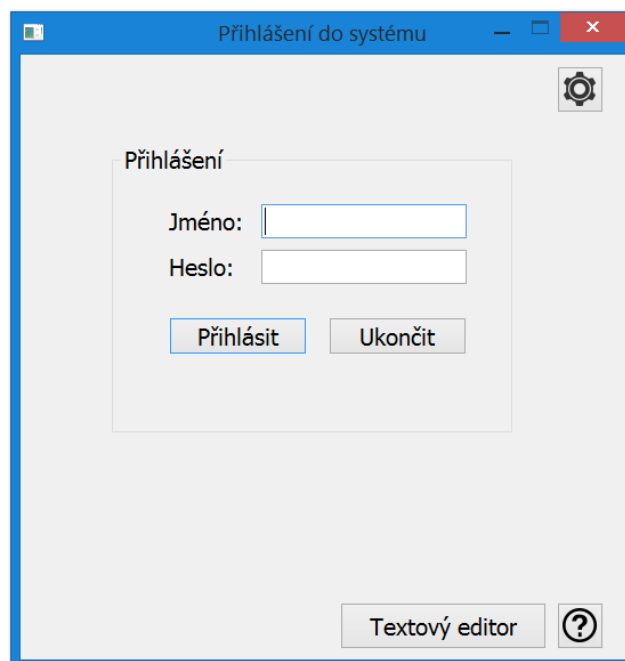 Přihlášení do systému
Přihlášení
Jméno:
Heslo:
Přihlásit Ukončit
Textový editor ?